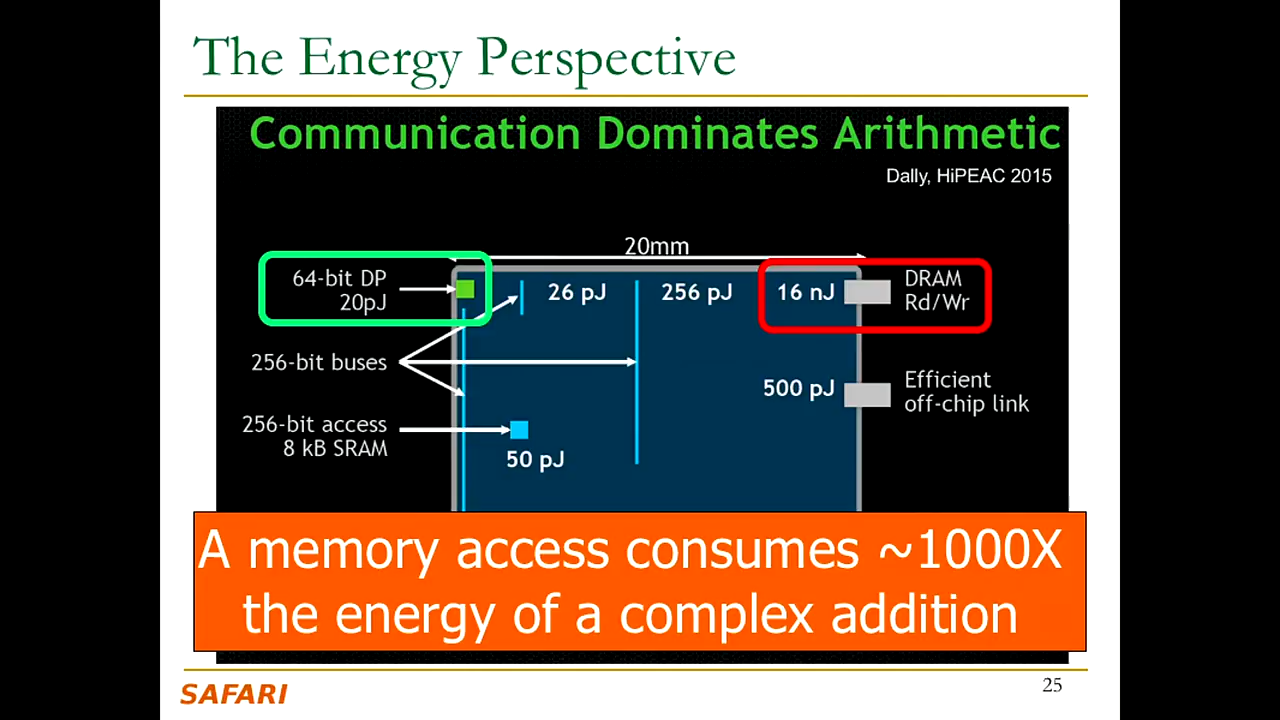 The Energy Perspective
Communication Dominates Arithmetic
Dally, HiPEAC 2015
20mm
64-bit DP
20pJ
26 pJ
256 pJ
16 nJ
DRAM
Rd/Wr
256-bit buses
500 pJ
Efficient
off-chip link
256-bit access
8 kB SRAM
50 pJ
A memory access consumes ~1000X
the energy of a complex addition
SAFARI
25